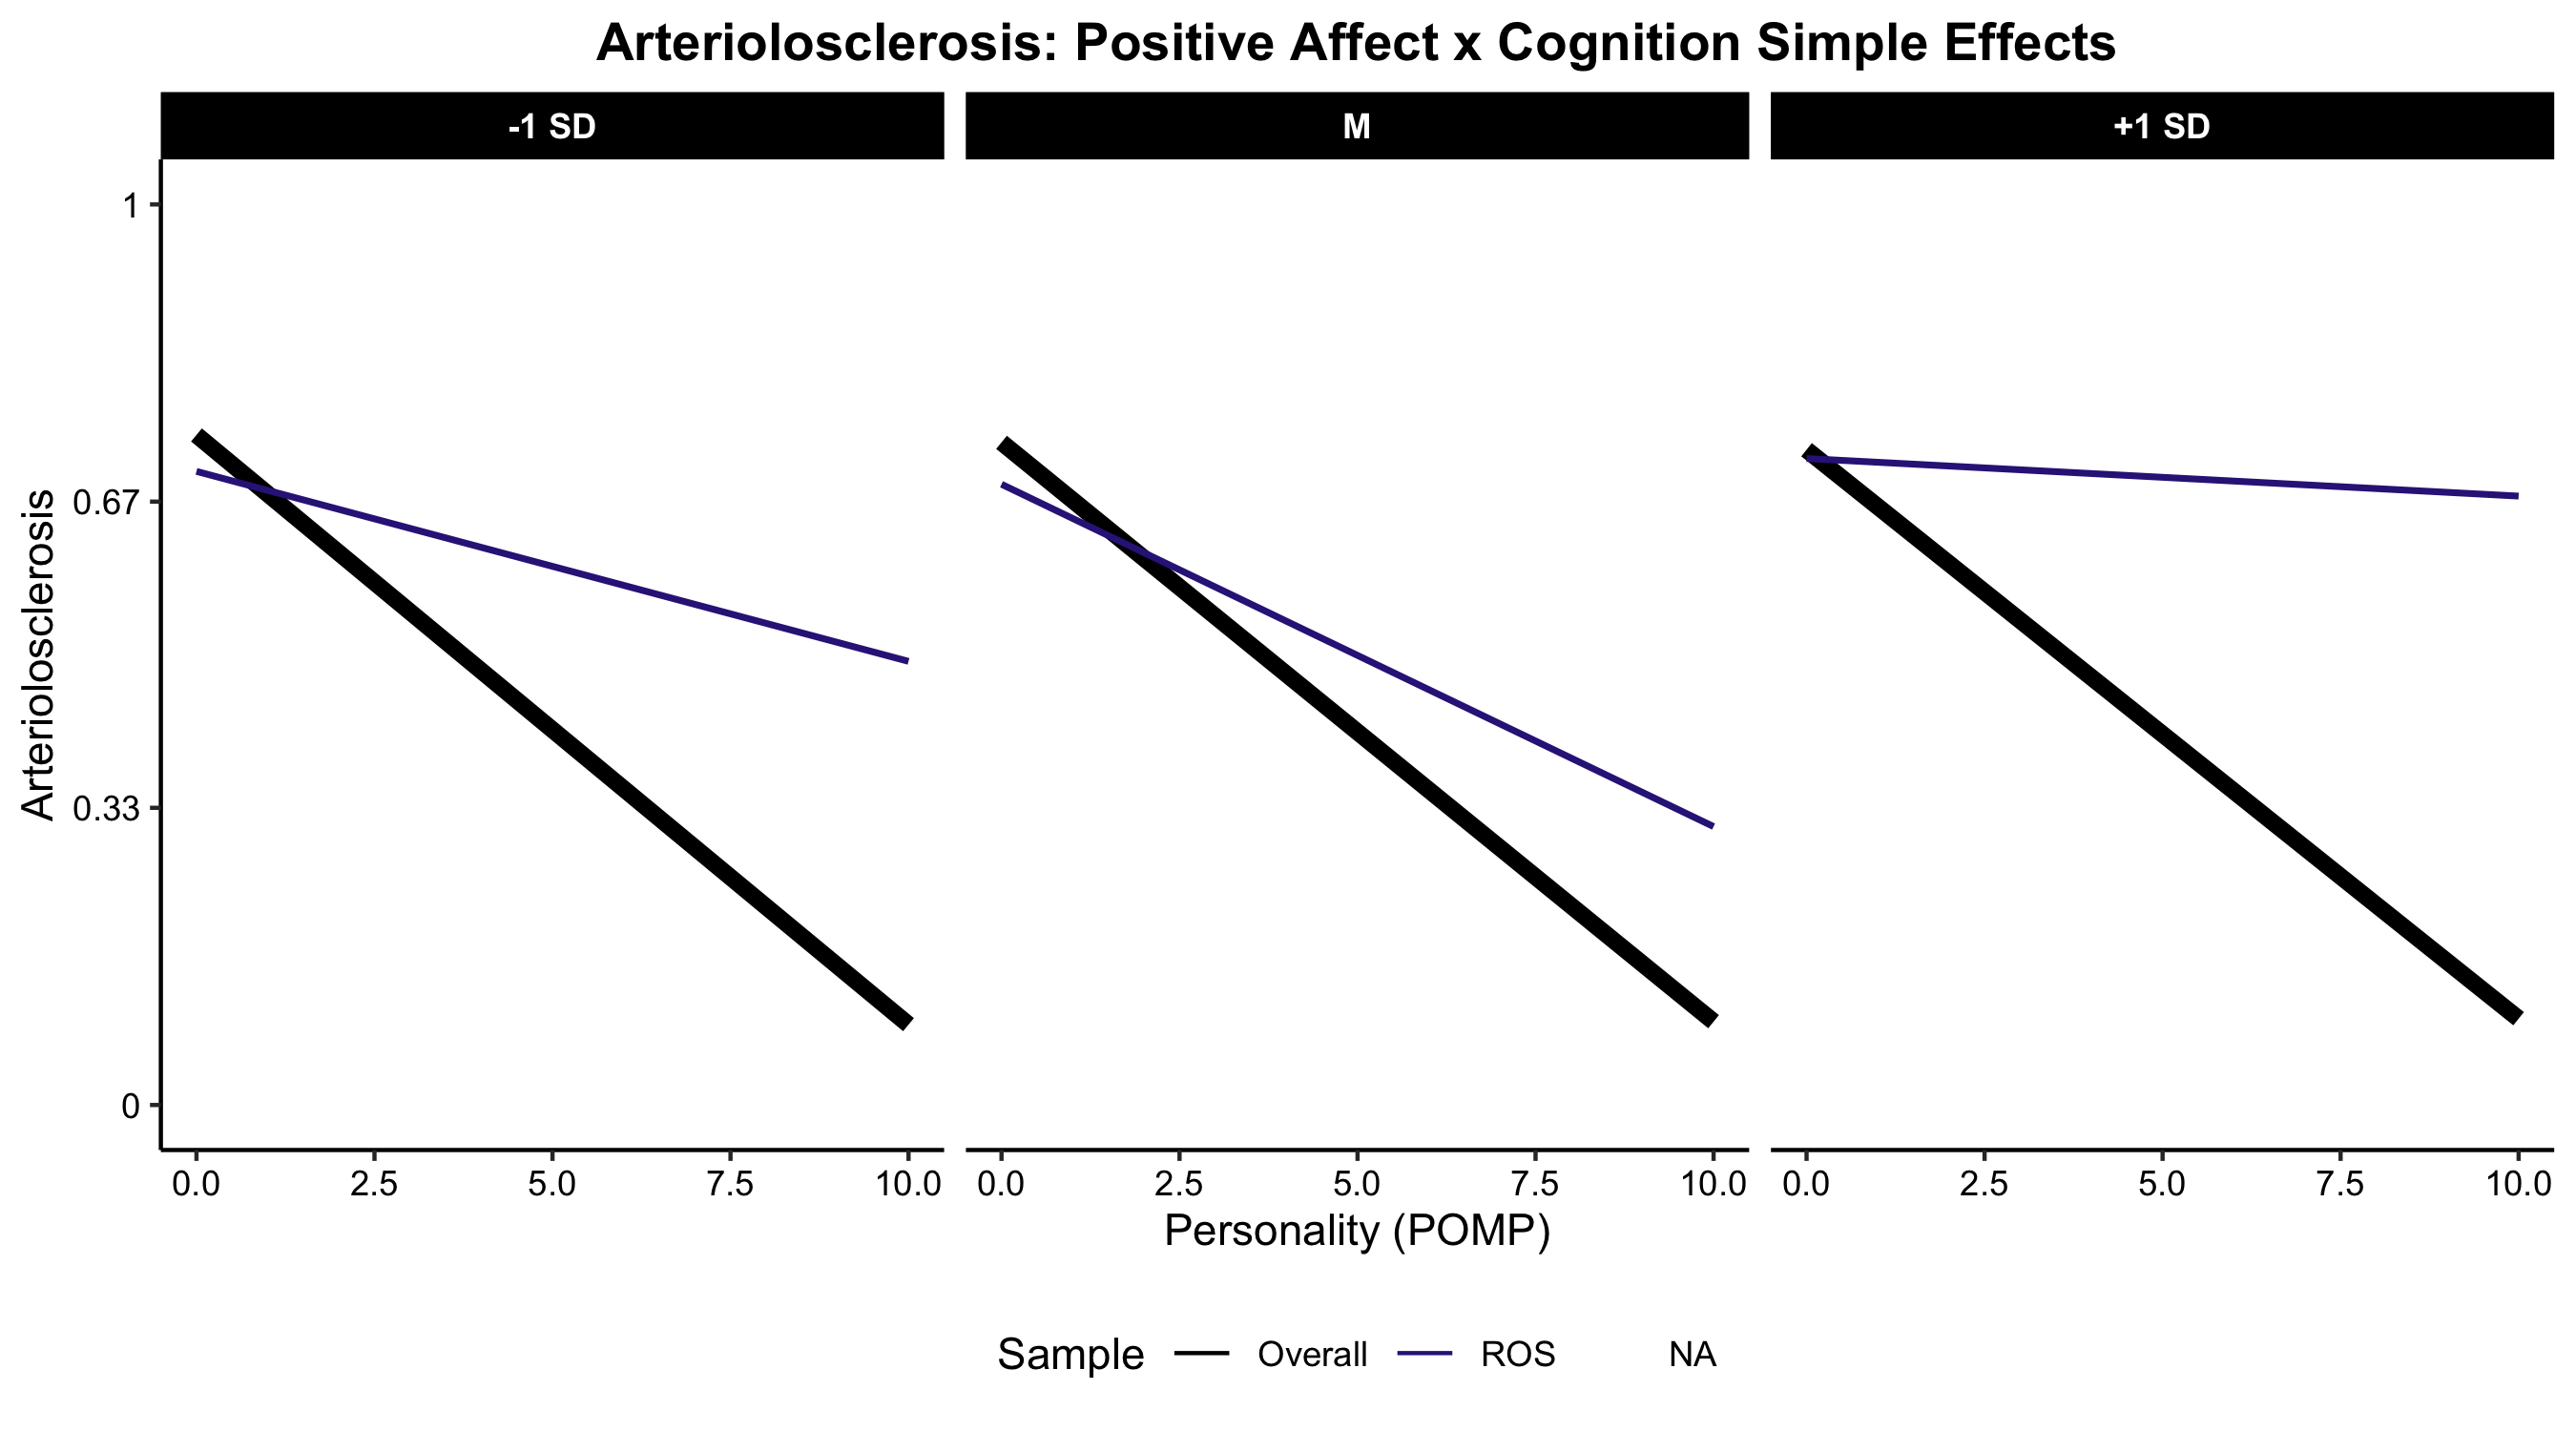 Arteriolosclerosis: Positive Affect x Cognition Simple Effects
-1 SD M +1 SD
Arteriolosclerosis
1
0.67
0.33
0
0.0 2.5 5.0 7.5 10.0 0.0 2.5 5.0 7.5 10.0 0.0 2.5 5.0 7.5 10.0
Personality (POMP)
Sample Overall ROS NA